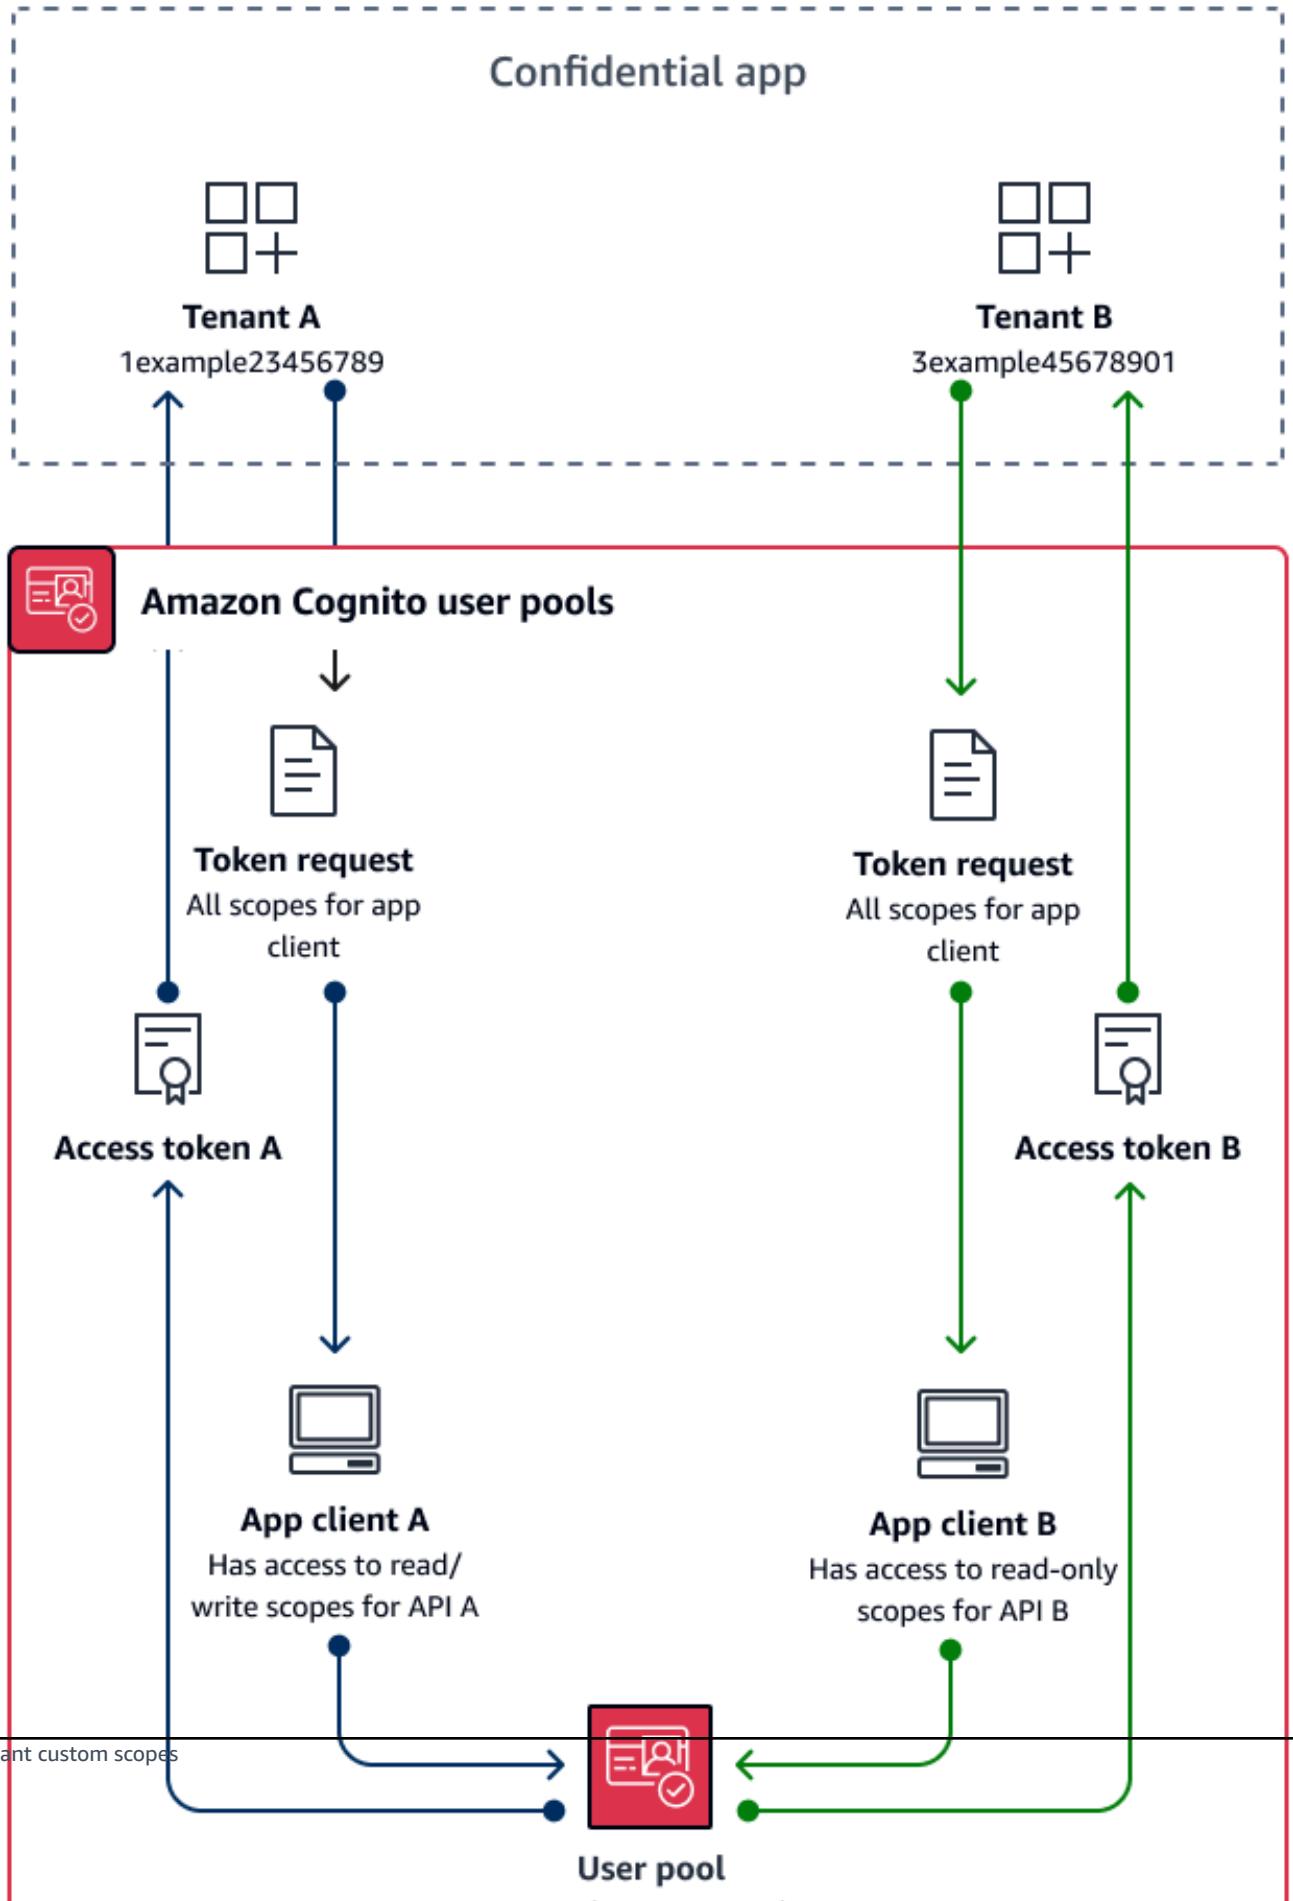 Confidential app
Tenant A
1example23456789
Tenant B
3example45678901
Amazon Cognito user pools
Token request
All scopes for app
client
Token request
All scopes for app
client
Access token A
Access token B
App client A
Has access to read/
write scopes for API A
App client B
Has access to read-only
scopes for API B
ant custom scopes
User pool